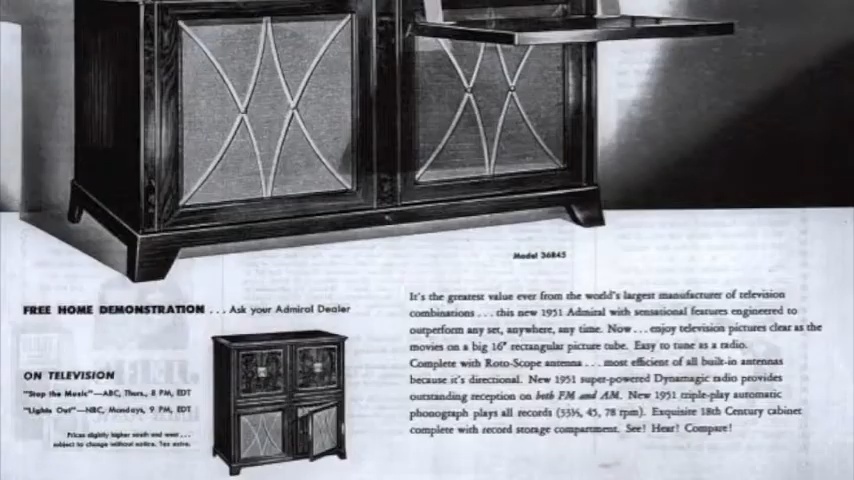 Model 36R45
FREE HOME DEMONSTRATION . . . Ask your Admiral Dealer
ON TELEVISION
"Stop the Music"—ABC, Thurs., 8 PM, EDT
"Lights Out"—NBC, Mondays, 9 PM, EDT
Prices slightly higher south and west . . .
subject to change without notice. Tax extra.
It's the greatest value ever from the world's largest manufacturer of television
combinations . . . this new 1951 Admiral with sensational features engineered to
outperform any set, anywhere, any time. Now . . . enjoy television pictures clear as the
movies on a big 16" rectangular picture tube. Easy to tune as a radio.
Complete with Roto-Scope antenna . . . most efficient of all built-in antennas
because it's directional. New 1951 super-powered Dynamagic radio provides
outstanding reception on both FM and AM. New 1951 triple-play automatic
phonograph plays all records (33⅓, 45, 78 rpm). Exquisite 18th Century cabinet
complete with record storage compartment. See! Hear! Compare!